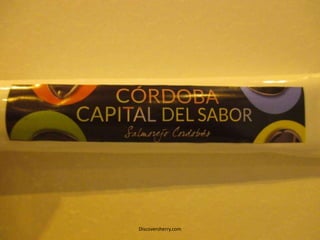 CÓRDOBA
CAPITAL DEL SABOR
Salmorejo Cordobés
Discoversherry.com